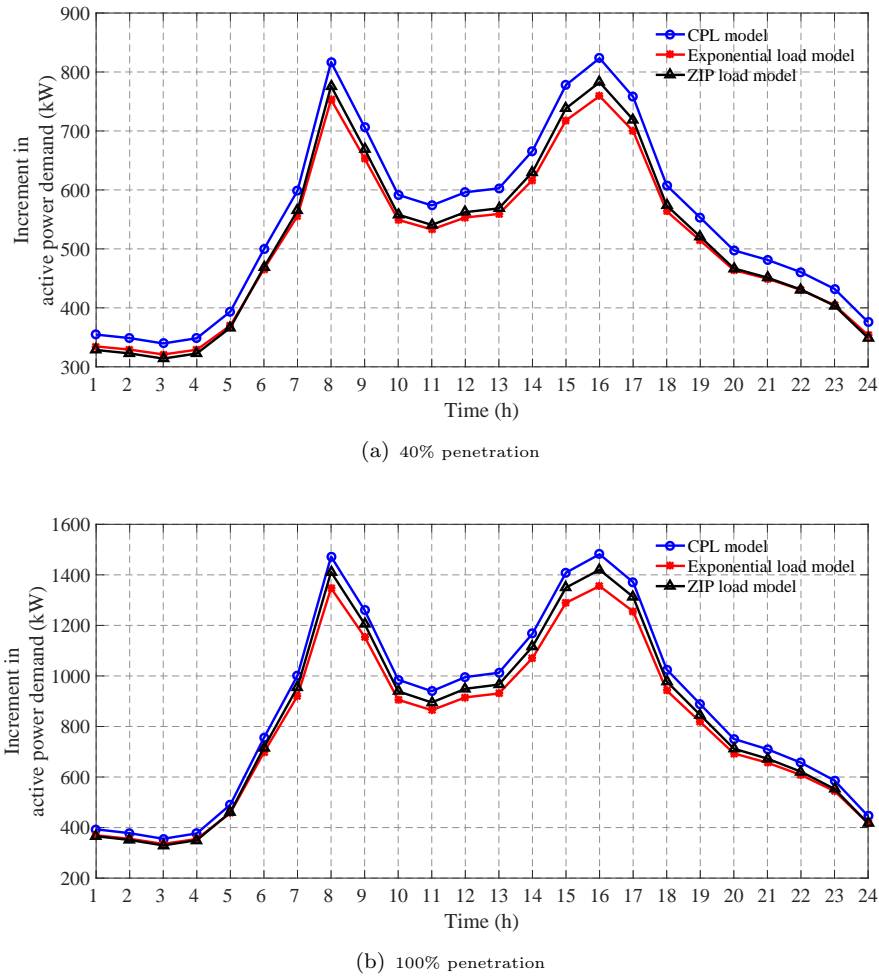 900
800
700
600
500
400
300
Increment in
active power demand (kW)
CPL model
Exponential load model
ZIP load model
1 2 3 4 5 6 7 8 9 10 11 12 13 14 15 16 17 18 19 20 21 22 23 24
Time (h)
(a) 40% penetration
1600
1400
1200
1000
800
600
400
200
Increment in
active power demand (kW)
CPL model
Exponential load model
ZIP load model
1 2 3 4 5 6 7 8 9 10 11 12 13 14 15 16 17 18 19 20 21 22 23 24
Time (h)
(b) 100% penetration